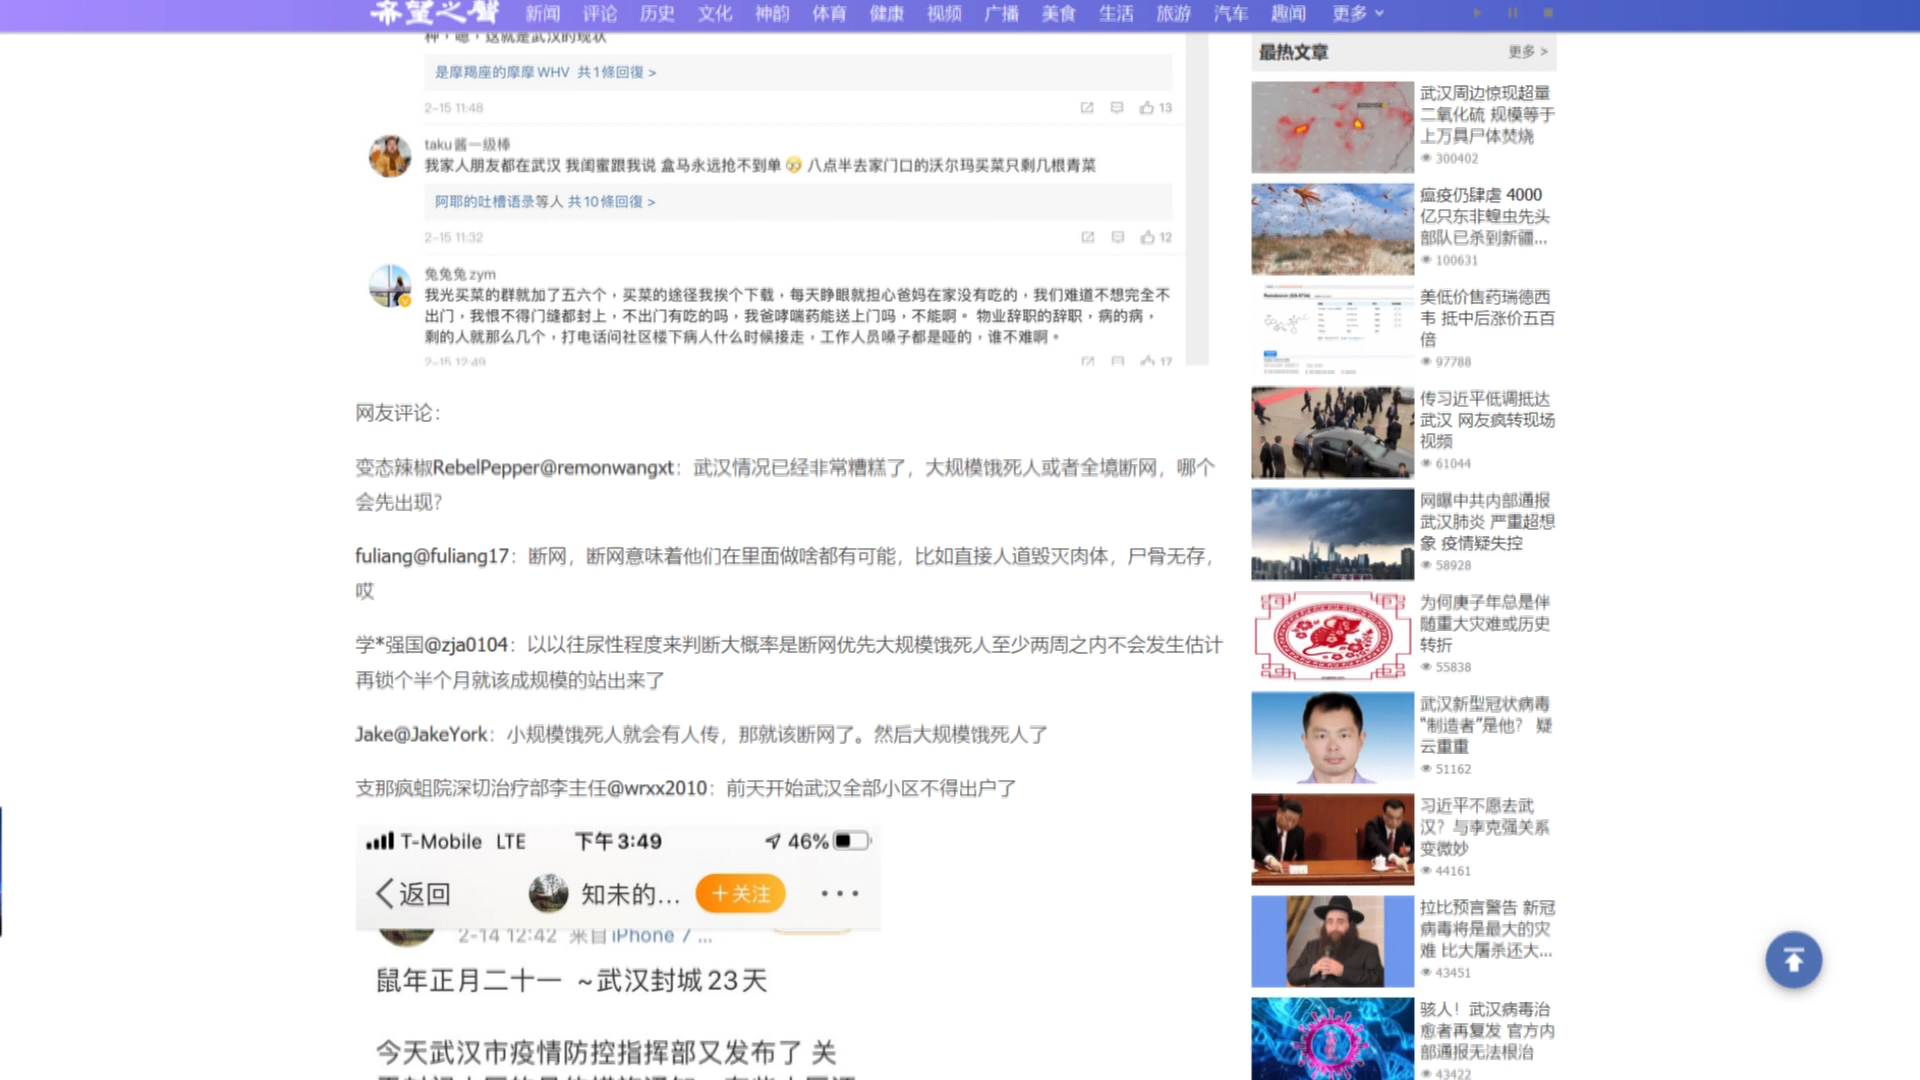 希望之聲 新闻 评论 历史 文化 神韵 体育 健康 视频 广播 美食 生活 旅游 汽车 趣闻 更多
种，嗯，这就是武汉的现状
是摩羯座的摩摩WHV 共1條回復 >
2-15 11:48 13
taku酱一级棒
我家人朋友都在武汉 我闺蜜跟我说 盒马永远抢不到单 八点半去家门口的沃尔玛买菜只剩几根青菜
阿耶的吐槽语录等人 共10條回復 >
2-15 11:32 12
兔兔兔zym
我光买菜的群就加了五六个，买菜的途径我挨个下载，每天睁眼就担心爸妈在家没有吃的，我们难道不想完全不
出门，我恨不得门缝都封上，不出门有吃的吗，我爸哮喘药能送上门吗，不能啊。 物业辞职的辞职，病的病，
剩的人就那么几个，打电话问社区楼下病人什么时候接走，工作人员嗓子都是哑的，谁不难啊。
2-15 12:49 17
网友评论：
变态辣椒RebelPepper@remonwangxt：武汉情况已经非常糟糕了，大规模饿死人或者全境断网，哪个
会先出现？
fuliang@fuliang17：断网，断网意味着他们在里面做啥都有可能，比如直接人道毁灭肉体，尸骨无存，
哎
学*强国@zja0104：以以往尿性程度来判断大概率是断网优先大规模饿死人至少两周之内不会发生估计
再锁个半个月就该成规模的站出来了
Jake@JakeYork：小规模饿死人就会有人传，那就该断网了。然后大规模饿死人了
支那疯蛆院深切治疗部李主任@wrxx2010：前天开始武汉全部小区不得出户了
T-Mobile LTE 下午3:49 46%
返回 知未的... +关注 •••
2-14 12:42 来自 iPhone 7 ...
鼠年正月二十一 ~武汉封城23天
今天武汉市疫情防控指挥部又发布了 关
最热文章 更多 >
武汉周边惊现超量
二氧化硫 规模等于
上万具尸体焚烧
300402
瘟疫仍肆虐 4000
亿只东非蝗虫先头
部队已杀到新疆...
100631
美低价售药瑞德西
韦 抵中后涨价五百
倍
97788
传习近平低调抵达
武汉 网友疯转现场
视频
61044
网曝中共内部通报
武汉肺炎 严重超想
象 疫情疑失控
58928
为何庚子年总是伴
随重大灾难或历史
转折
55838
武汉新型冠状病毒
“制造者”是他？ 疑
云重重
51162
习近平不愿去武
汉？与李克强关系
变微妙
44161
拉比预言警告 新冠
病毒将是最大的灾
难 比大屠杀还大...
43451
骇人！武汉病毒治
愈者再复发 官方内
部通报无法根治
43422